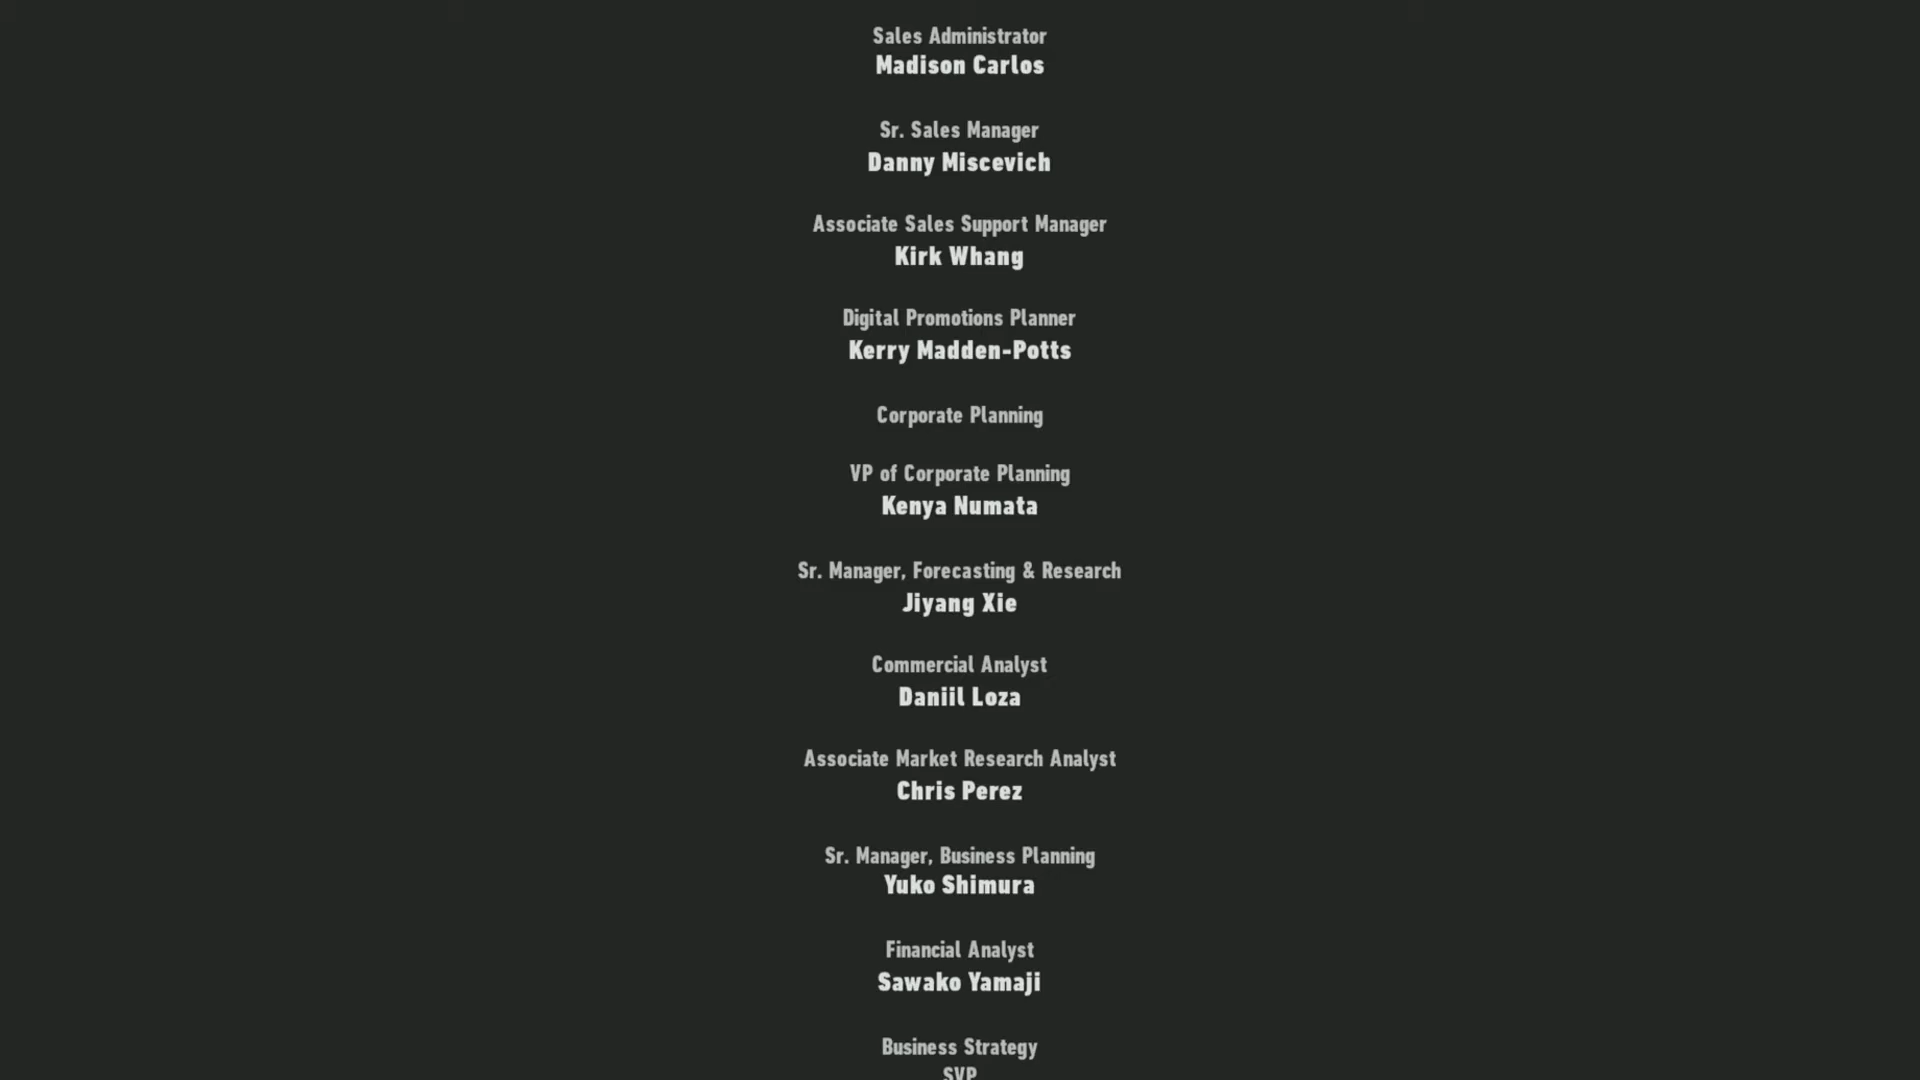 Sales Administrator
Madison Carlos
Sr. Sales Manager
Danny Miscevich
Associate Sales Support Manager
Kirk Whang
Digital Promotions Planner
Kerry Madden-Potts
Corporate Planning
VP of Corporate Planning
Kenya Numata
Sr. Manager, Forecasting & Research
Jiyang Xie
Commercial Analyst
Daniil Loza
Associate Market Research Analyst
Chris Perez
Sr. Manager, Business Planning
Yuko Shimura
Financial Analyst
Sawako Yamaji
Business Strategy
SVP